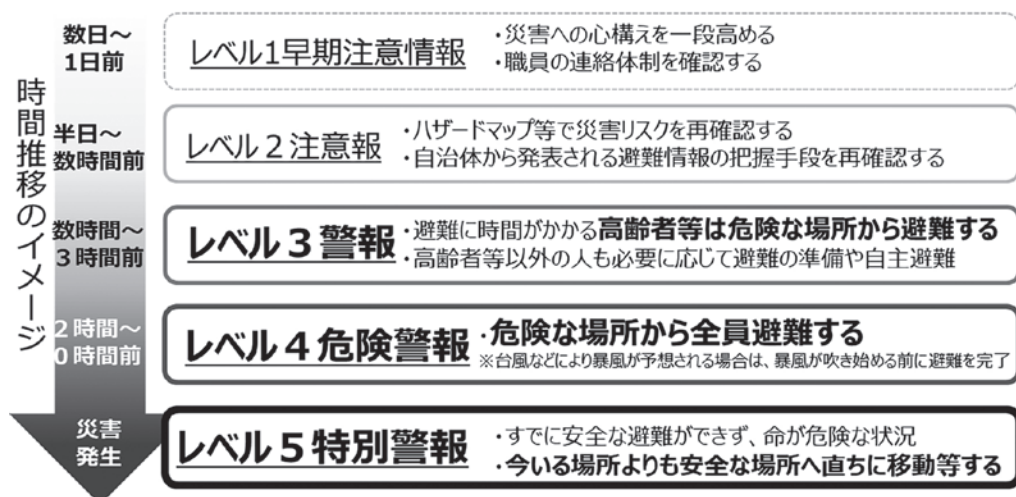 時間推移のイメージ
数日～
1日前
レベル1早期注意情報
・災害への心構えを一段高める
・職員の連絡体制を確認する
半日～
数時間前
レベル２注意報
・ハザードマップ等で災害リスクを再確認する
・自治体から発表される避難情報の把握手段を再確認する
数時間～
３時間前
レベル３警報
・避難に時間がかかる高齢者等は危険な場所から避難する
・高齢者等以外の人も必要に応じて避難の準備や自主避難
２時間～
０時間前
レベル４危険警報
・危険な場所から全員避難する
※台風などにより暴風が予想される場合は、暴風が吹き始める前に避難を完了
災害
発生
レベル５特別警報
・すでに安全な避難ができず、命が危険な状況
・今いる場所よりも安全な場所へ直ちに移動等する